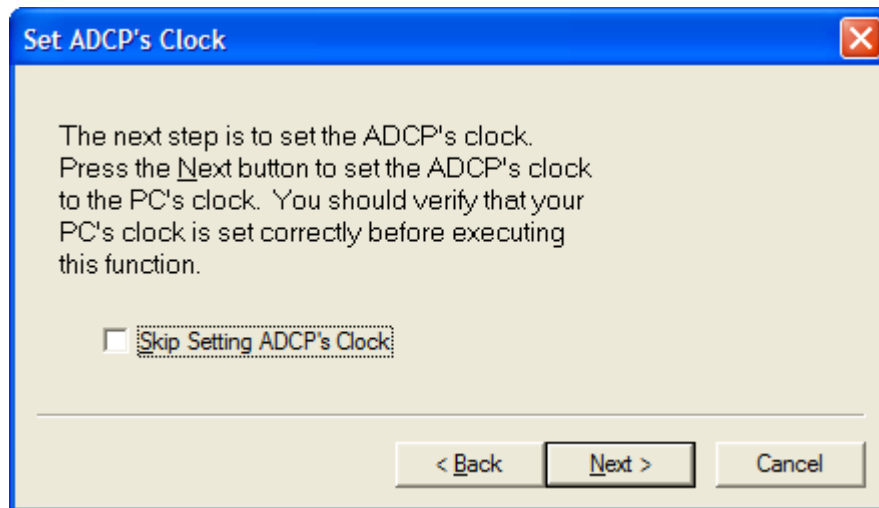 Set ADCP's Clock
The next step is to set the ADCP's clock.
Press the Next button to set the ADCP's clock
to the PC's clock.  You should verify that your
PC's clock is set correctly before executing
this function.
Skip Setting ADCP's Clock
< Back
Next >
Cancel